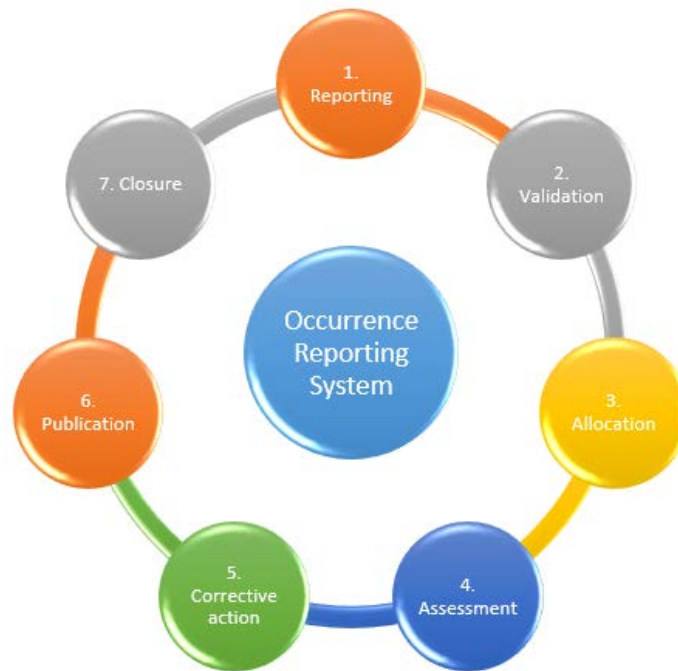 1.
Reporting
2.
Validation
3.
Allocation
4.
Assessment
5.
Corrective
action
6.
Publication
7. Closure
Occurrence
Reporting
System